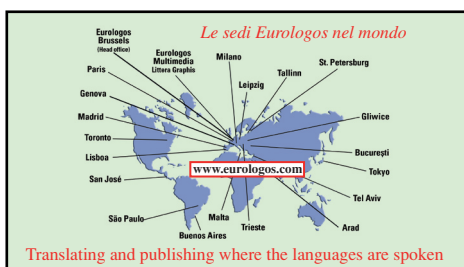 Le sedi Eurologos nel mondo
Eurologos
Brussels
(Head office)
Eurologos
Multimedia
Littera Graphis
Milano
Leipzig
Tallinn
St. Petersburg
Paris
Genova
Madrid
Toronto
Lisboa
San José
São Paulo
Buenos Aires
Malta
Trieste
Gliwice
Bucureşti
Tokyo
Tel Aviv
Arad
www.eurologos.com
Translating and publishing where the languages are spoken